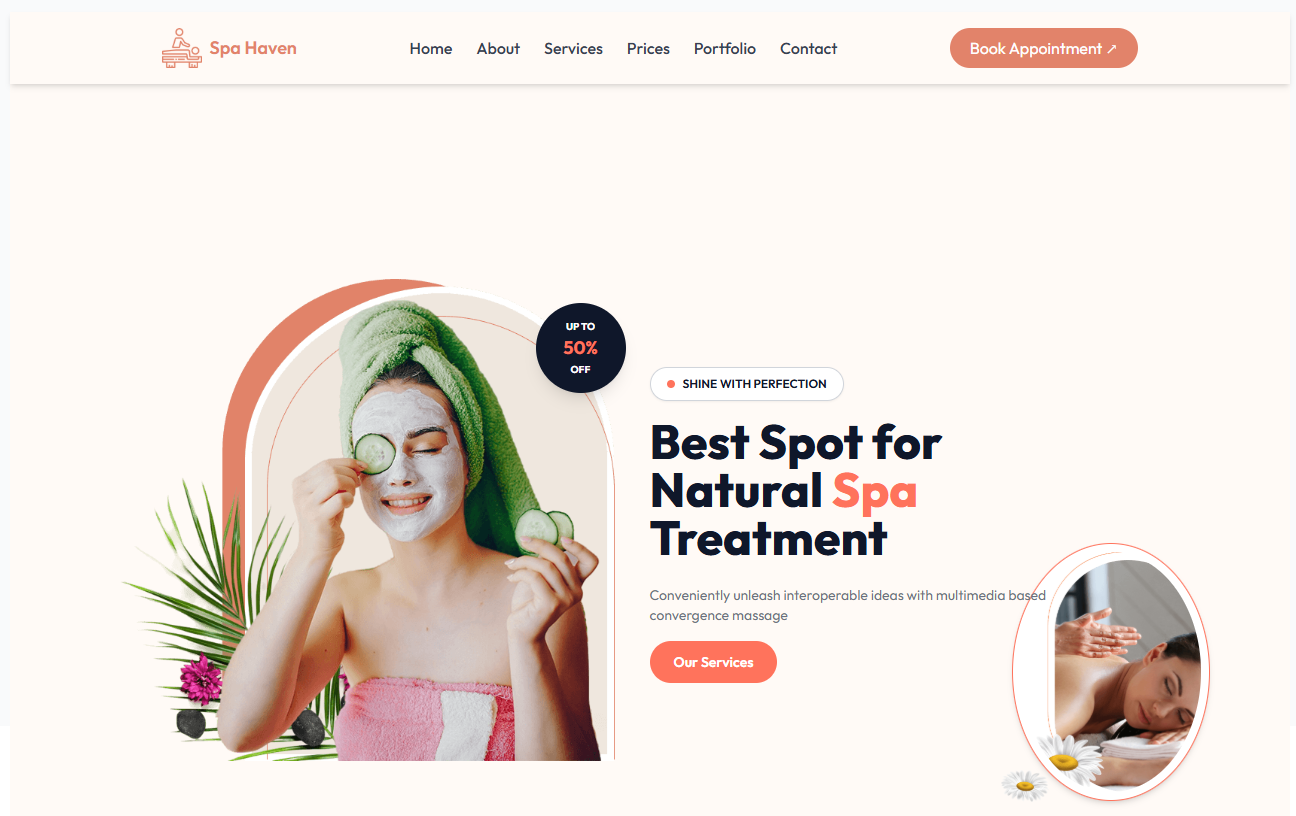 Spa Haven
Home About Services Prices Portfolio Contact
Book Appointment ↗
UP TO
50%
OFF
SHINE WITH PERFECTION
Best Spot for
Natural Spa
Treatment
Conveniently unleash interoperable ideas with multimedia based
convergence massage
Our Services